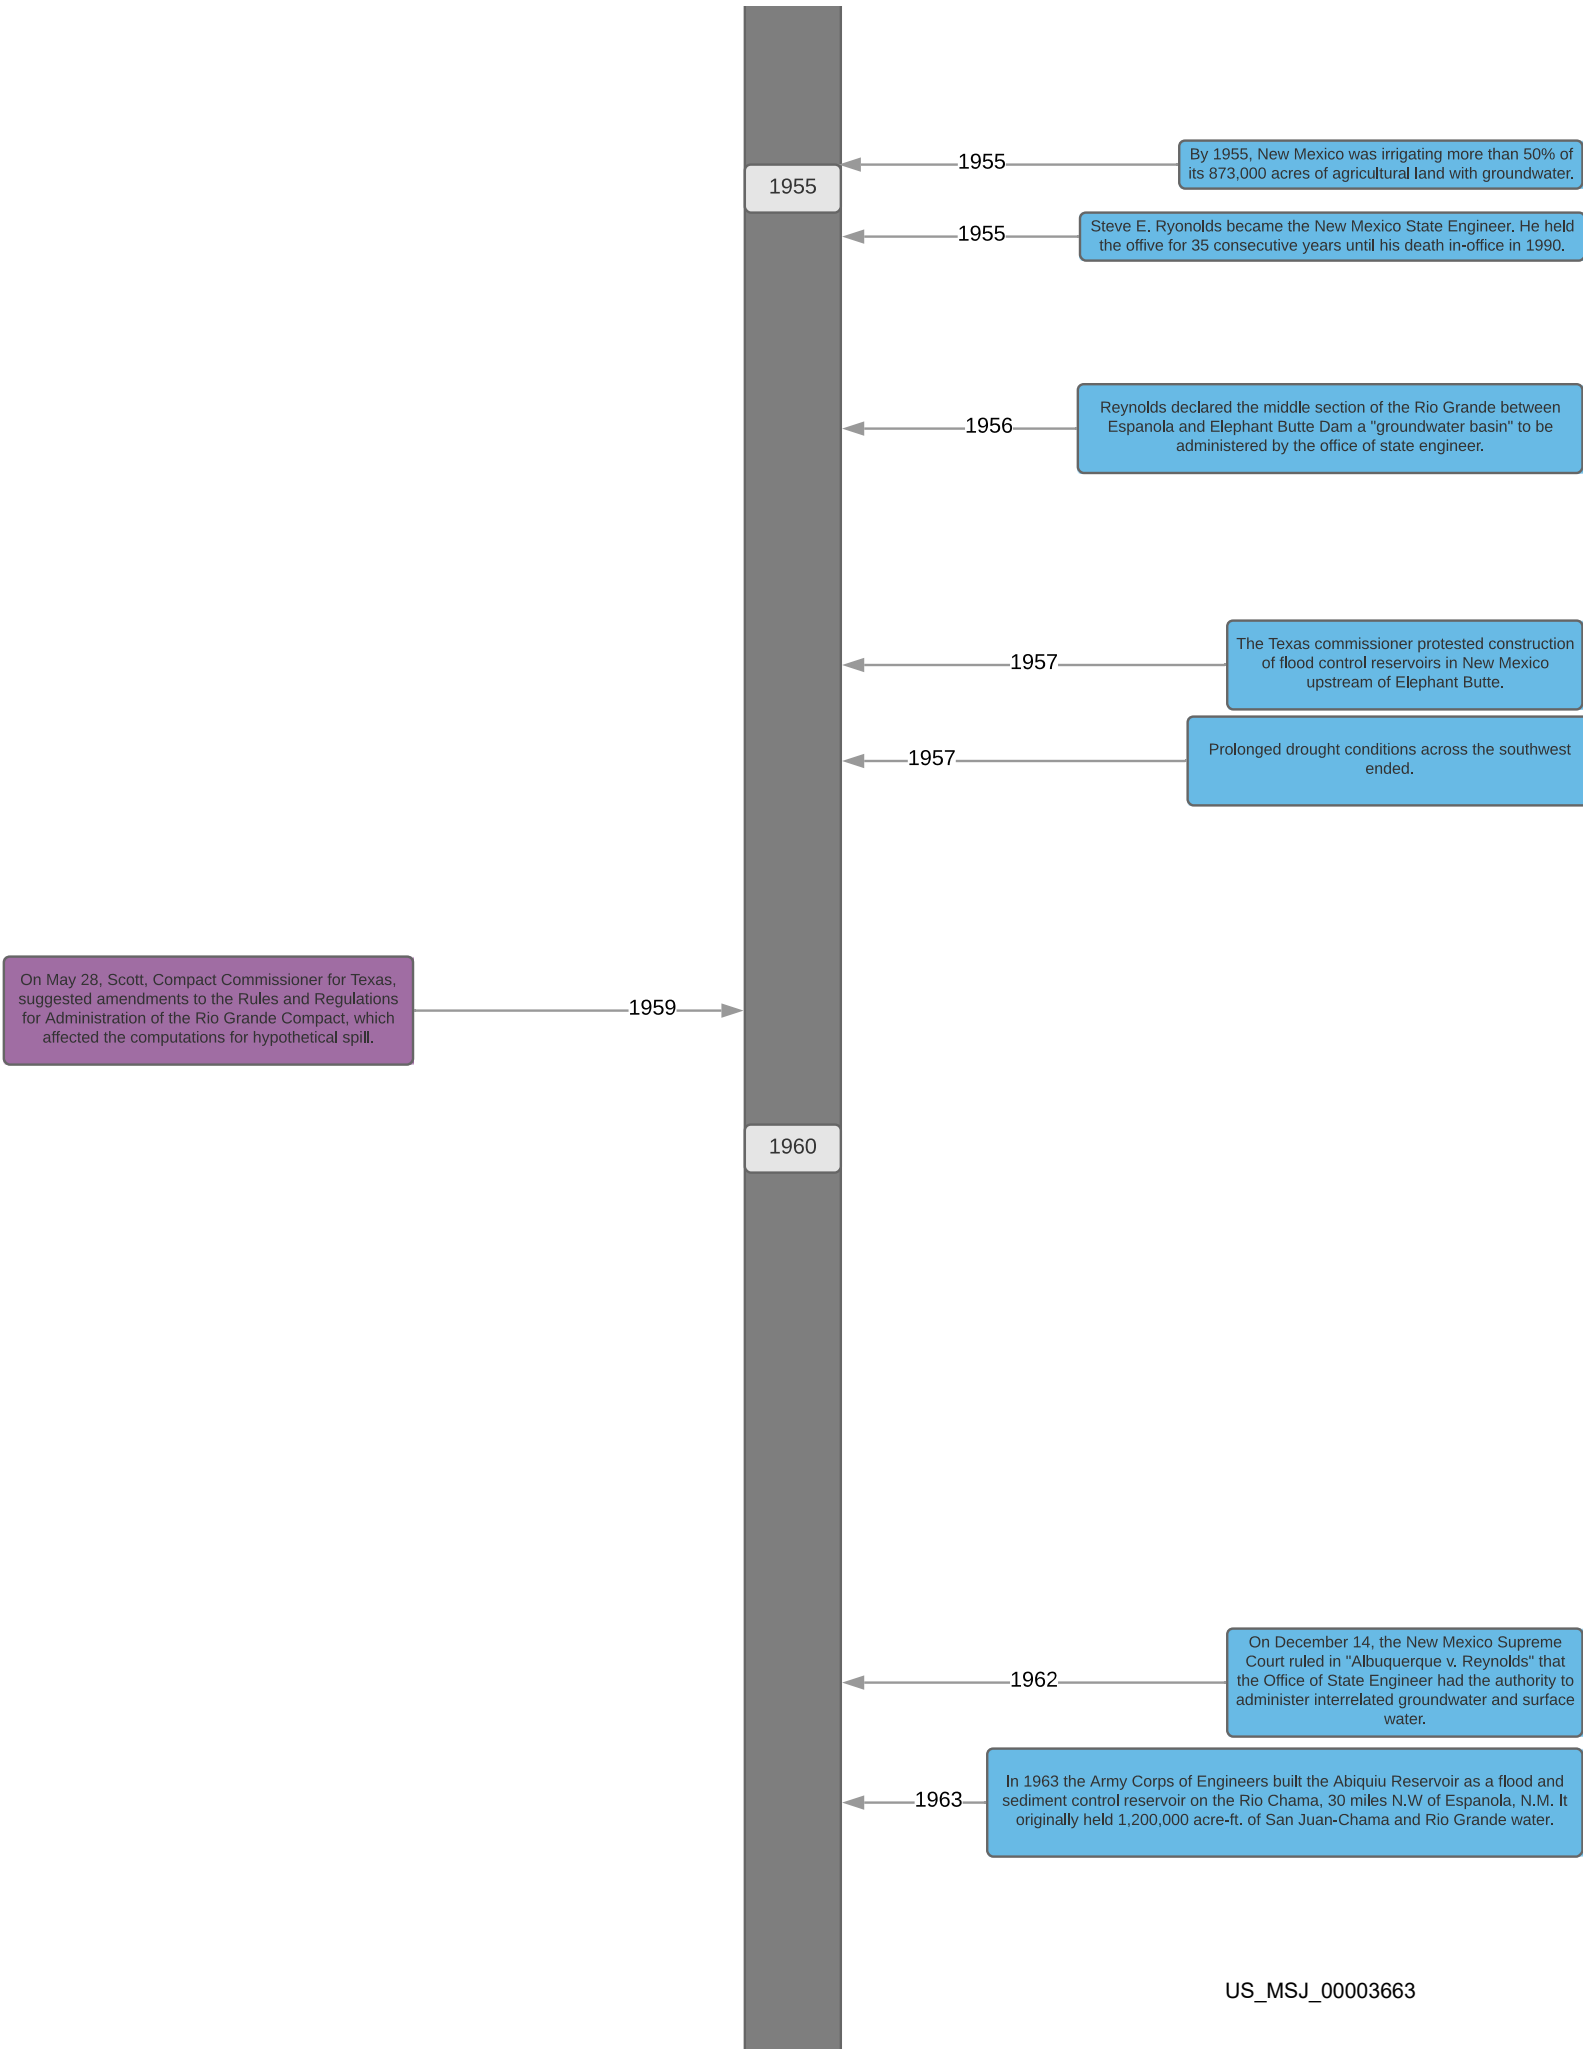 1955
By 1955, New Mexico was irrigating more than 50% of
its 873,000 acres of agricultural land with groundwater.
1955
1955
Steve E. Ryonolds became the New Mexico State Engineer. He held
the offive for 35 consecutive years until his death in-office in 1990.
1956
Reynolds declared the middle section of the Rio Grande between
Espanola and Elephant Butte Dam a "groundwater basin" to be
administered by the office of state engineer.
1957
The Texas commissioner protested construction
of flood control reservoirs in New Mexico
upstream of Elephant Butte.
1957
Prolonged drought conditions across the southwest
ended.
On May 28, Scott, Compact Commissioner for Texas,
suggested amendments to the Rules and Regulations
for Administration of the Rio Grande Compact, which
affected the computations for hypothetical spill.
1959
1960
1962
On December 14, the New Mexico Supreme
Court ruled in "Albuquerque v. Reynolds" that
the Office of State Engineer had the authority to
administer interrelated groundwater and surface
water.
1963
In 1963 the Army Corps of Engineers built the Abiquiu Reservoir as a flood and
sediment control reservoir on the Rio Chama, 30 miles N.W of Espanola, N.M. It
originally held 1,200,000 acre-ft. of San Juan-Chama and Rio Grande water.
US_MSJ_00003663